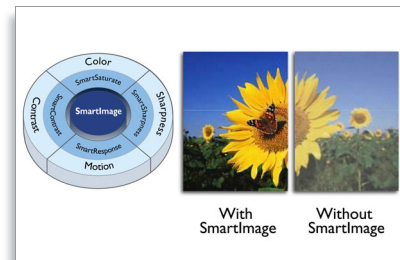 Color
SmartSaturate
Contrast
SmartContrast
SmartImage
SmartSharpness
Sharpness
SmartResponse
Motion
With
SmartImage
Without
SmartImage